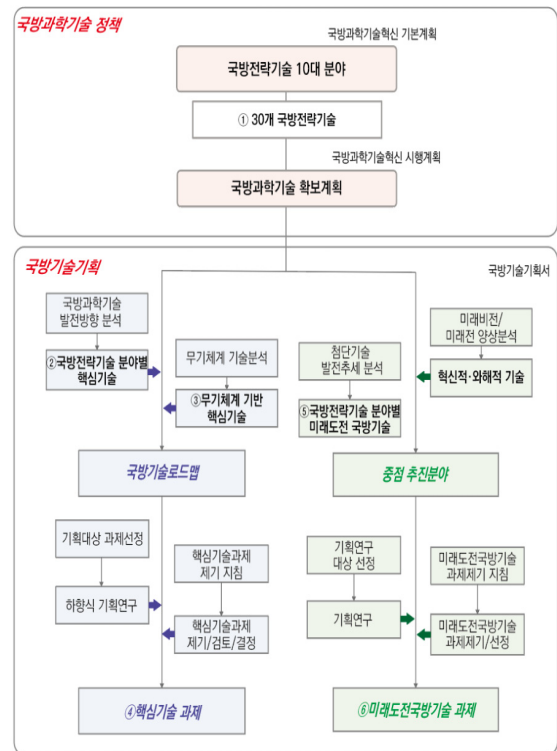 국방과학기술 정책
국방과학기술혁신 기본계획
국방전략기술 10대 분야
① 30개 국방전략기술
국방과학기술혁신 시행계획
국방과학기술 확보계획
국방기술기획
국방기술기획서
국방과학기술
발전방향 분석
②국방전략기술 분야별
핵심기술
무기체계 기술분석
③무기체계 기반
핵심기술
국방기술로드맵
기획대상 과제선정
하향식 기획연구
핵심기술과제
제기 지침
핵심기술과제
제기/검토/결정
④핵심기술 과제
미래비전/
미래전 양상분석
첨단기술
발전추세 분석
혁신적·와해적 기술
⑤국방전략기술 분야별
미래도전 국방기술
중점 추진분야
기획연구
대상 선정
기획연구
미래도전국방기술
과제제기 지침
미래도전국방기술
과제제기/선정
⑥미래도전국방기술 과제